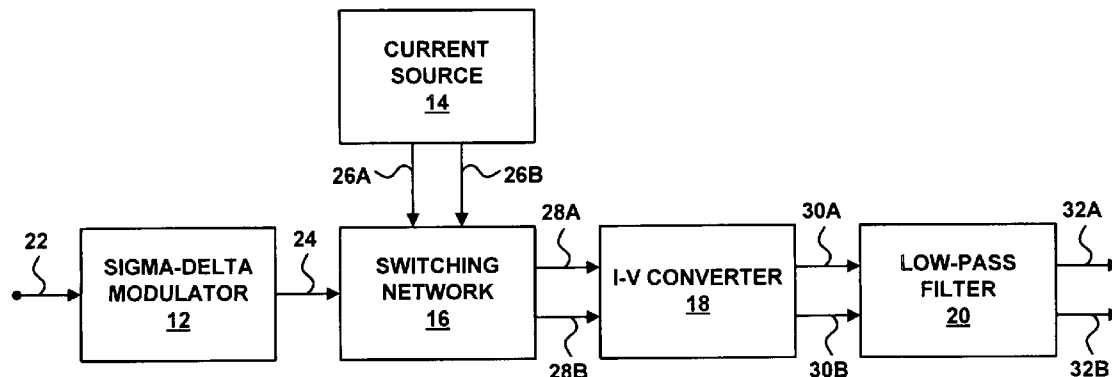 CURRENT
SOURCE
14
26A
26B
22
SIGMA-DELTA
MODULATOR
12
24
SWITCHING
NETWORK
16
28A
28B
I-V CONVERTER
18
30A
30B
LOW-PASS
FILTER
20
32A
32B